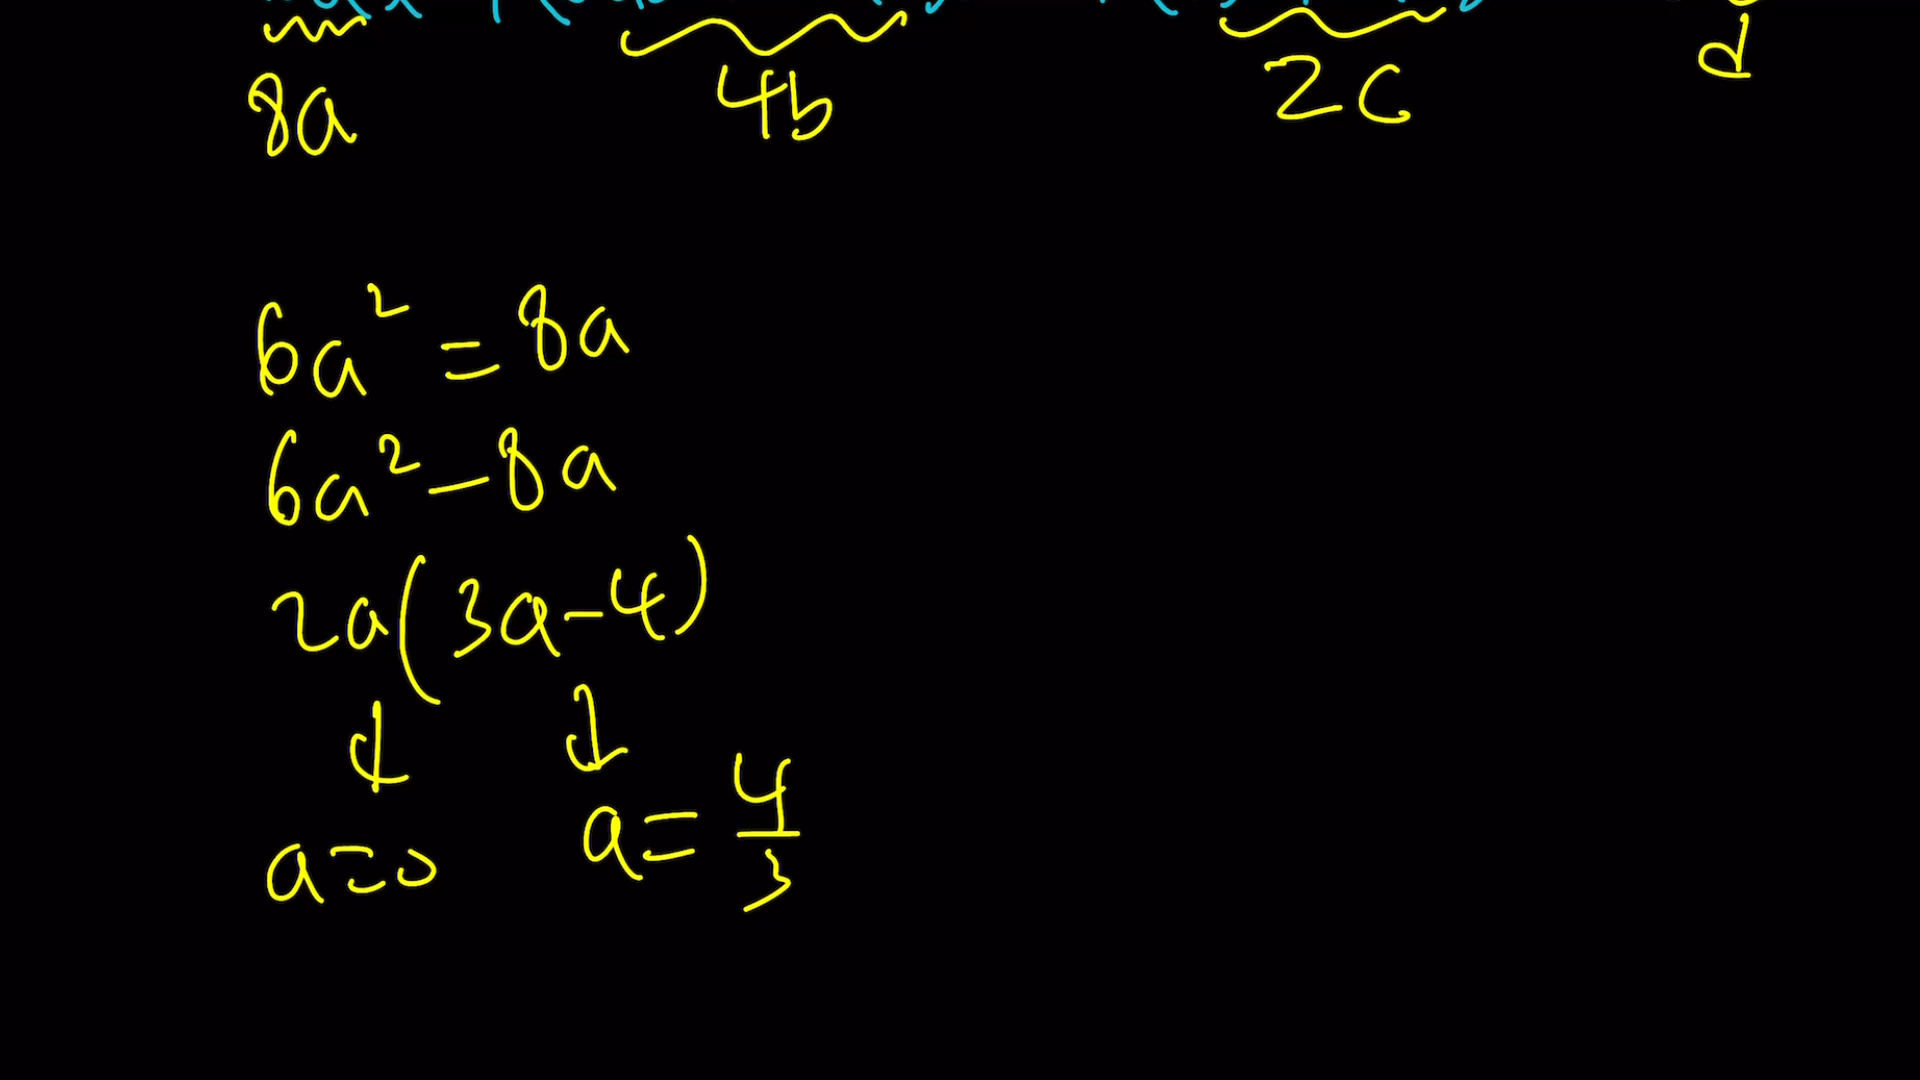 8a 4b 2c d
6a² = 8a
6a² - 8a
2a(3a-4)
a=0 a= 4/3